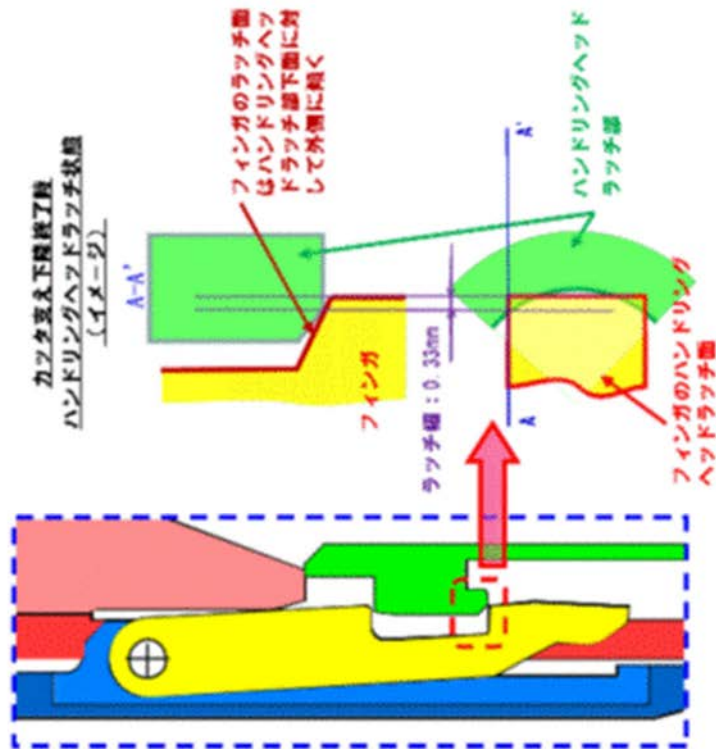 カッタ支え下降終了段
ハンドリングヘッドラッチ状態
（イメージ）
A-A'
フィンガのラッチ面
はハンドリングヘッ
ドラッチ部下面に対
して外側に傾く
フィンガ
ラッチ幅：0.33mm
A
A'
ハンドリングヘッド
ラッチ部
フィンガのハンドリング
ヘッドラッチ面